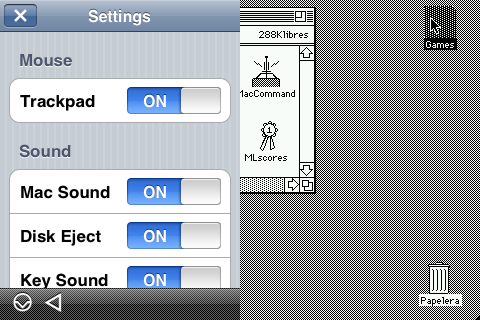 Settings
Mouse
Trackpad ON
Sound
Mac Sound ON
Disk Eject ON
Key Sound ON
288K libres
MacCommand
1
MLscores
Games
Papelera